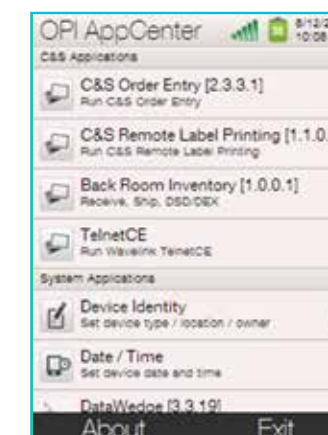 OPI AppCenter
8/12/2
10:08
C&S Applications
C&S Order Entry [2.3.3.1]
Run C&S Order Entry
C&S Remote Label Printing [1.1.0.
Run C&S Remote Label Printing
Back Room Inventory [1.0.0.1]
Receive, Ship, DSD/DEX
TelnetCE
Run Wavelink TelnetCE
System Applications
Device Identity
Set device type / location / owner
Date / Time
Set device date and time
DataWedge [3.3.19]
About Exit